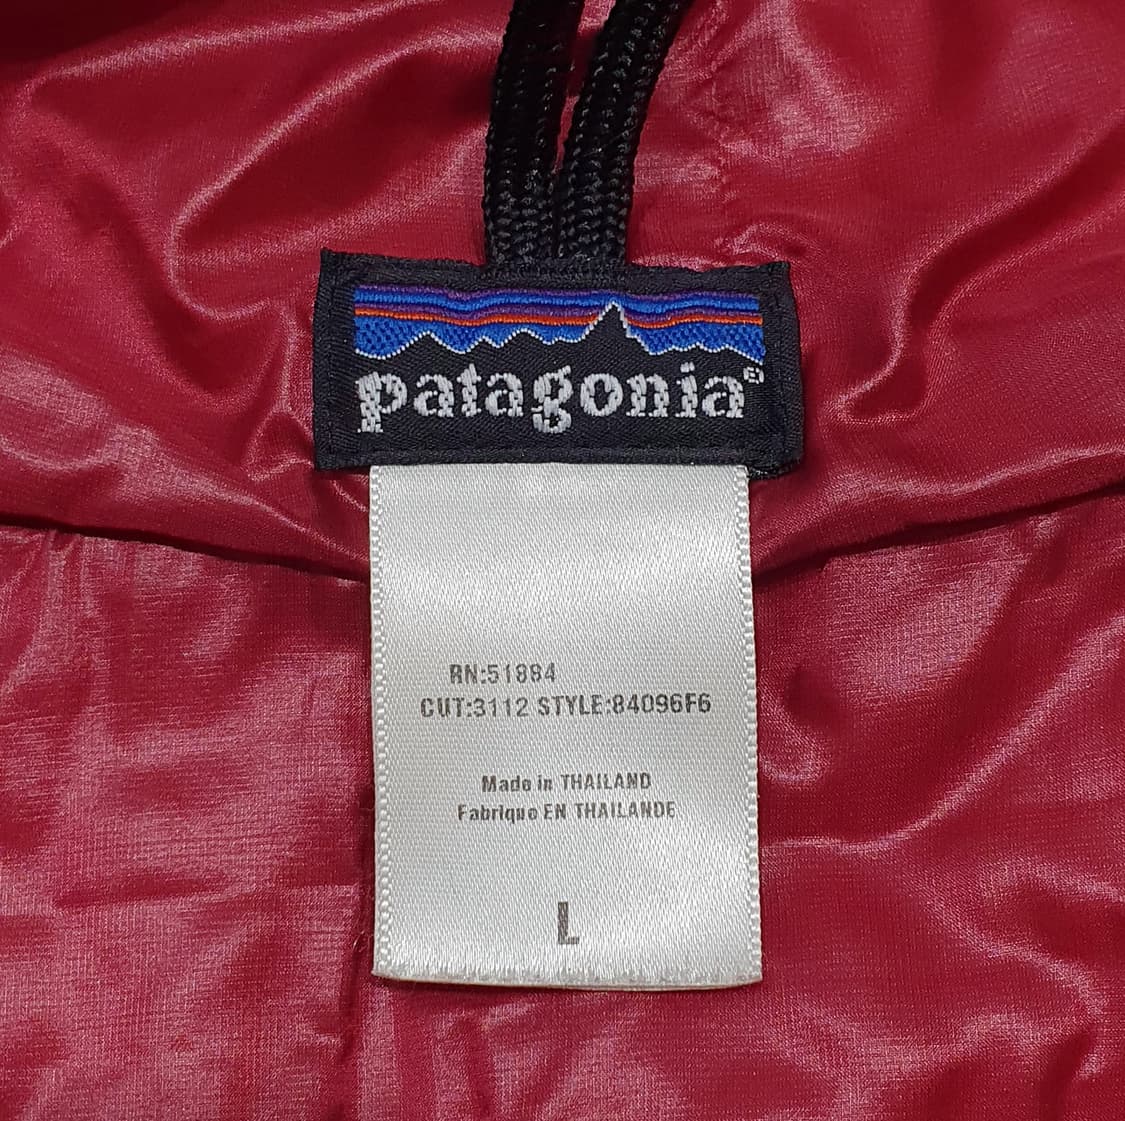 patagonia®
RN:51884
CUT:3112 STYLE:84096F6
Made in THAILAND
Fabrique EN THAILANDE
L